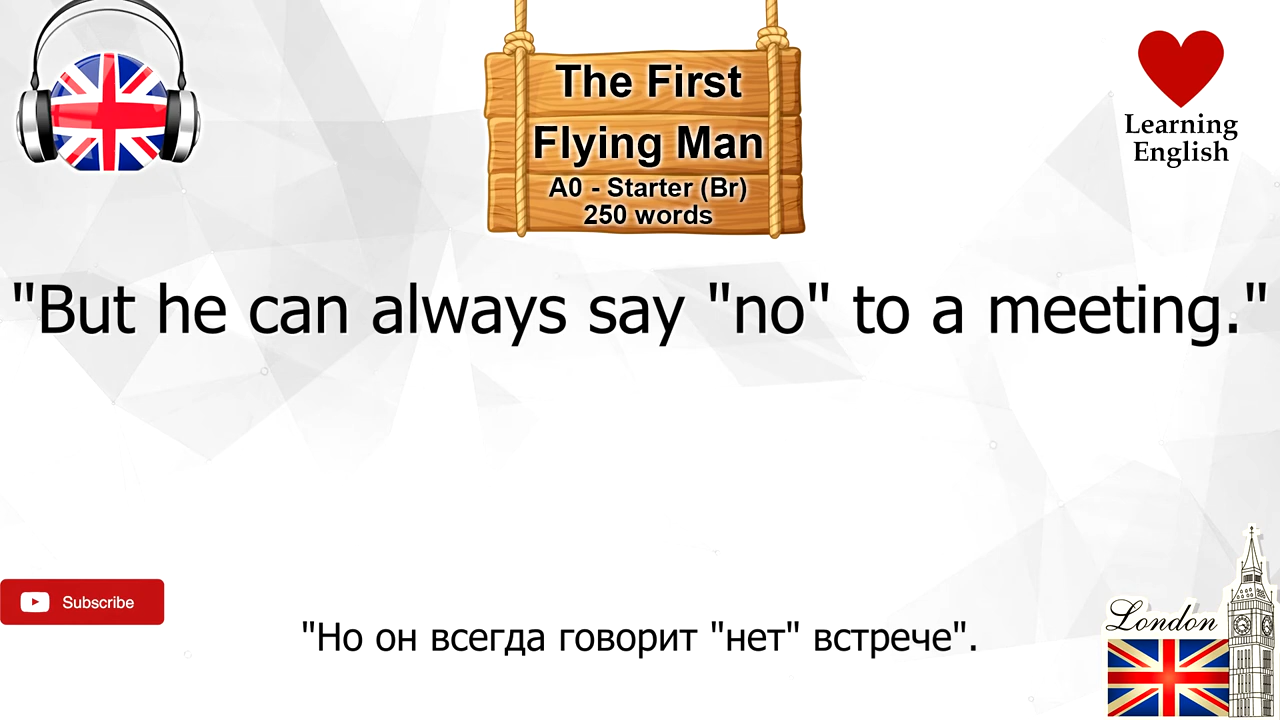 The First
Flying Man
A0 - Starter (Br)
250 words
Learning
English
"But he can always say "no" to a meeting."
Subscribe
"Но он всегда говорит "нет" встрече".
London